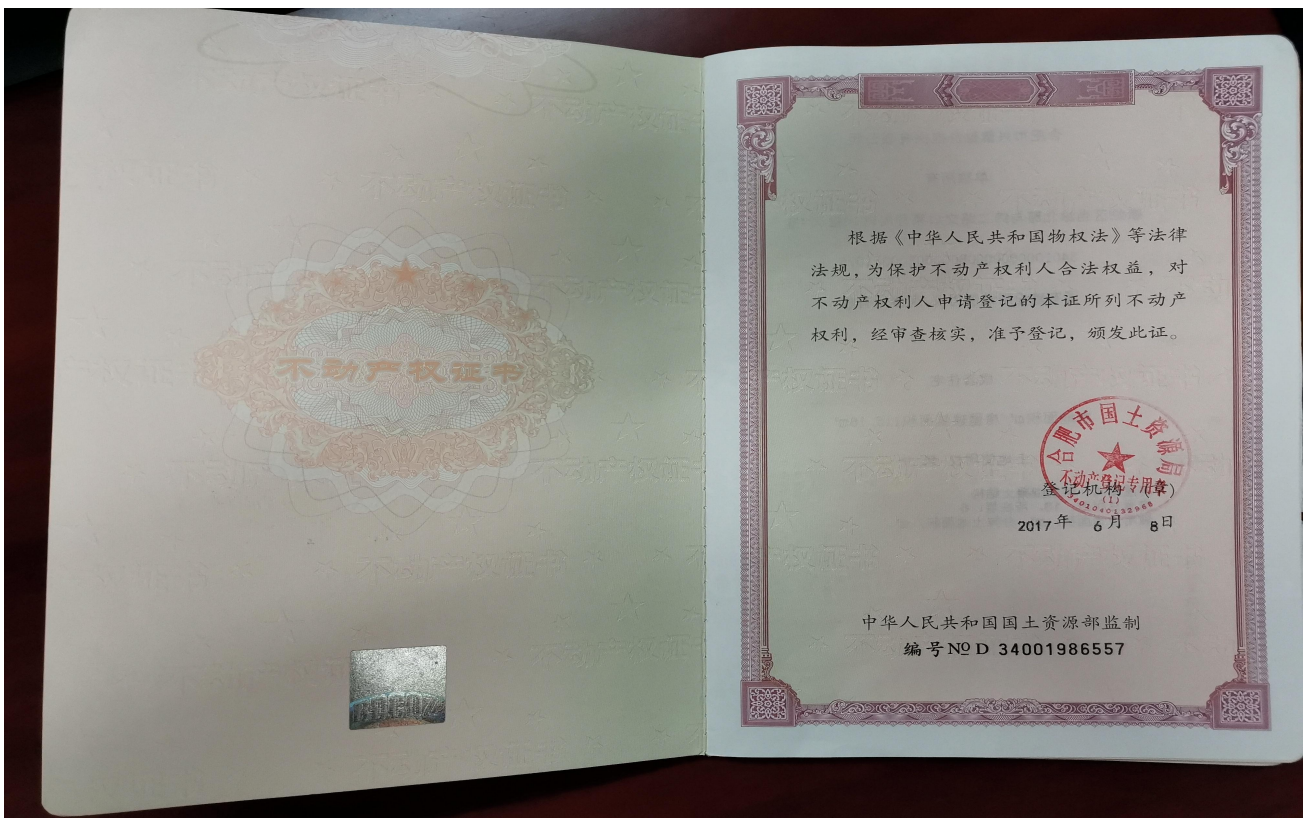 不动产权证书
根据《中华人民共和国物权法》等法律
法规,为保护不动产权利人合法权益,对
不动产权利人申请登记的本证所列不动产
权利,经审查核实,准予登记,颁发此证。
合肥市国土资源局
不动产登记专用章
(1)
3401040132968
登记机构 (章)
2017年 6月 8日
中华人民共和国国土资源部监制
编号№ D 34001986557